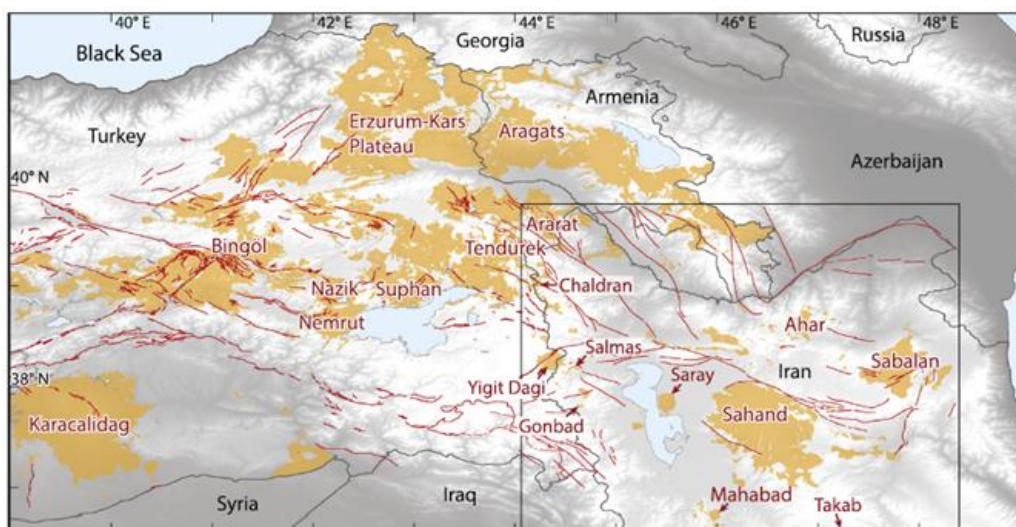 40° E
42° E
44° E
46° E
48° E
Black Sea
Georgia
Russia
Armenia
Turkey
Erzurum-Kars
Plateau
Aragats
Azerbaijan
40° N
Ararat
Bingöl
Tendurek
Nazik
Suphan
Chaldran
Nemrut
Ahar
Salmas
38° N
Yigit Dagi
Saray
Iran
Sabalan
Karacalidag
Gonbad
Sahand
Mahabad
Takab
Syria
Iraq